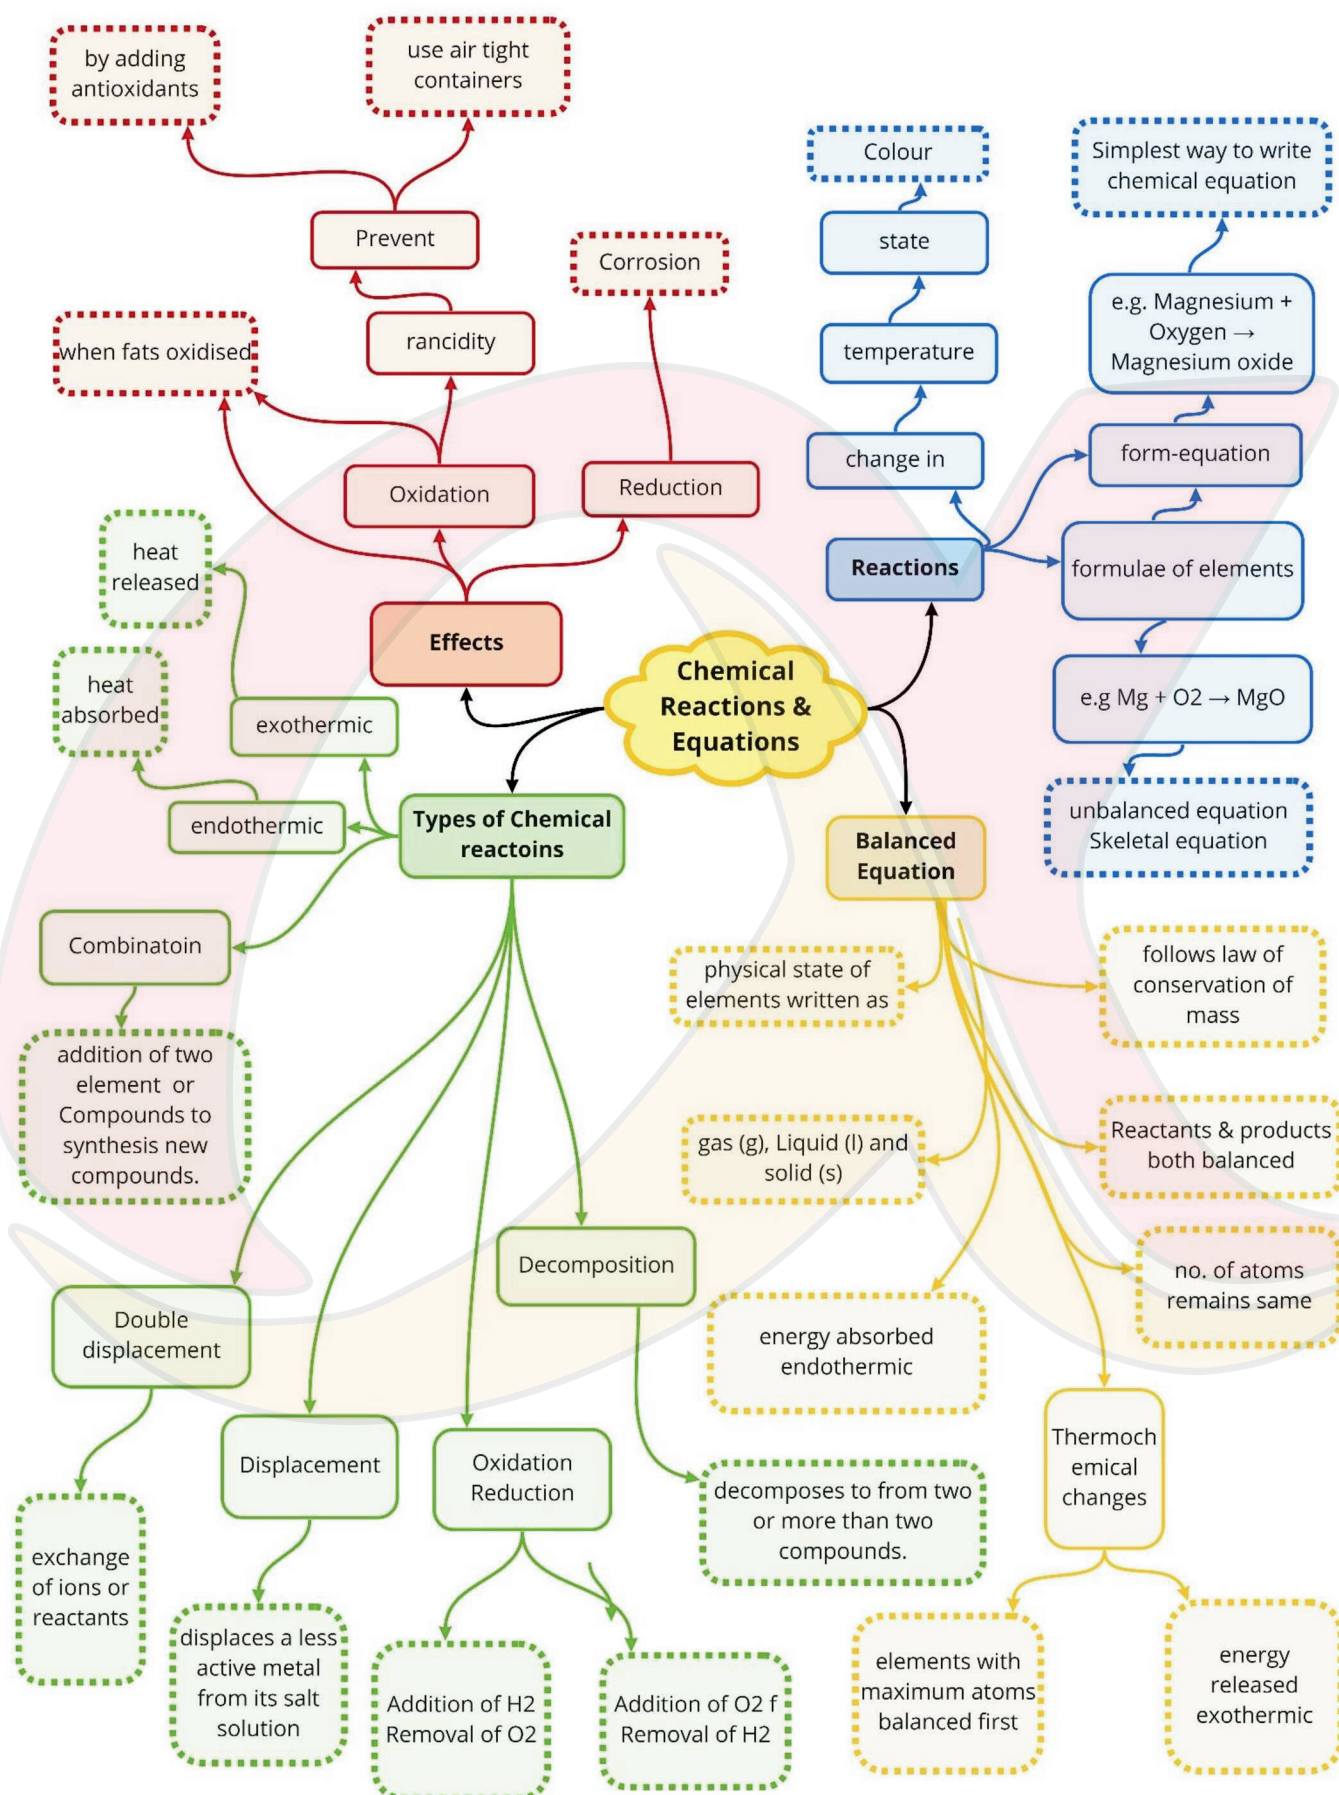 by adding
antioxidants
use air tight
containers
Prevent
rancidity
when fats oxidised
Corrosion
Oxidation
Reduction
Effects
Colour
state
temperature
change in
Reactions
Simplest way to write
chemical equation
e.g. Magnesium +
Oxygen →
Magnesium oxide
form-equation
formulae of elements
e.g Mg + O2 → MgO
unbalanced equation
Skeletal equation
Chemical
Reactions &
Equations
heat
released
heat
absorbed
exothermic
endothermic
Types of Chemical
reactoins
Combinatoin
addition of two
element or
Compounds to
synthesis new
compounds.
Double
displacement
exchange
of ions or
reactants
Displacement
displaces a less
active metal
from its salt
solution
Oxidation
Reduction
Addition of H2
Removal of O2
Addition of O2 f
Removal of H2
Decomposition
decomposes to from two
or more than two
compounds.
Balanced
Equation
physical state of
elements written as
gas (g), Liquid (l) and
solid (s)
energy absorbed
endothermic
follows law of
conservation of
mass
Reactants & products
both balanced
no. of atoms
remains same
Thermoch
emical
changes
elements with
maximum atoms
balanced first
energy
released
exothermic